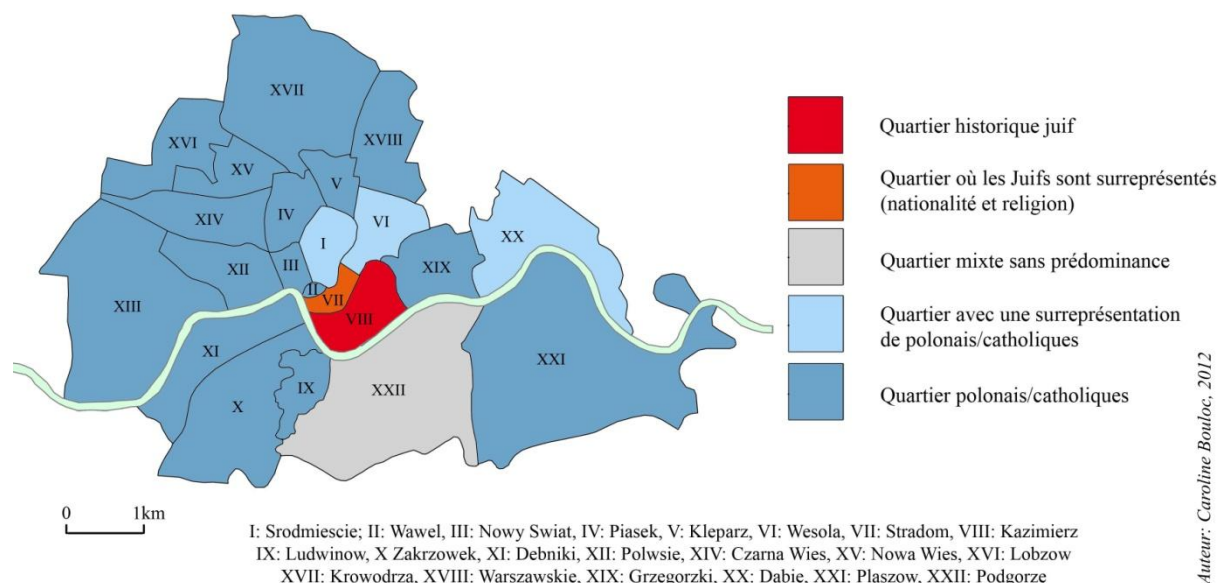 XVII
XVI
XVIII
XV
V
IV
XIV
VI
I
XX
III
XII
XIX
II
VII
XIII
VIII
XI
XXI
IX
XXII
X
Quartier historique juif
Quartier où les Juifs sont surreprésentés
(nationalité et religion)
Quartier mixte sans prédominance
Quartier avec une surreprésentation
de polonais/catholiques
Quartier polonais/catholiques
0 1km
I: Srodmiescie; II: Wawel, III: Nowy Swiat, IV: Piasek, V: Kleparz, VI: Wesola, VII: Stradom, VIII: Kazimierz
IX: Ludwinow, X Zakrzowek, XI: Debniki, XII: Polwsie, XIV: Czarna Wies, XV: Nowa Wies, XVI: Lobzow
XVII: Krowodrza, XVIII: Warszawskie, XIX: Grzegorzki, XX: Dabie, XXI: Plaszow, XXII: Podgorze
Auteur: Caroline Bouloc, 2012